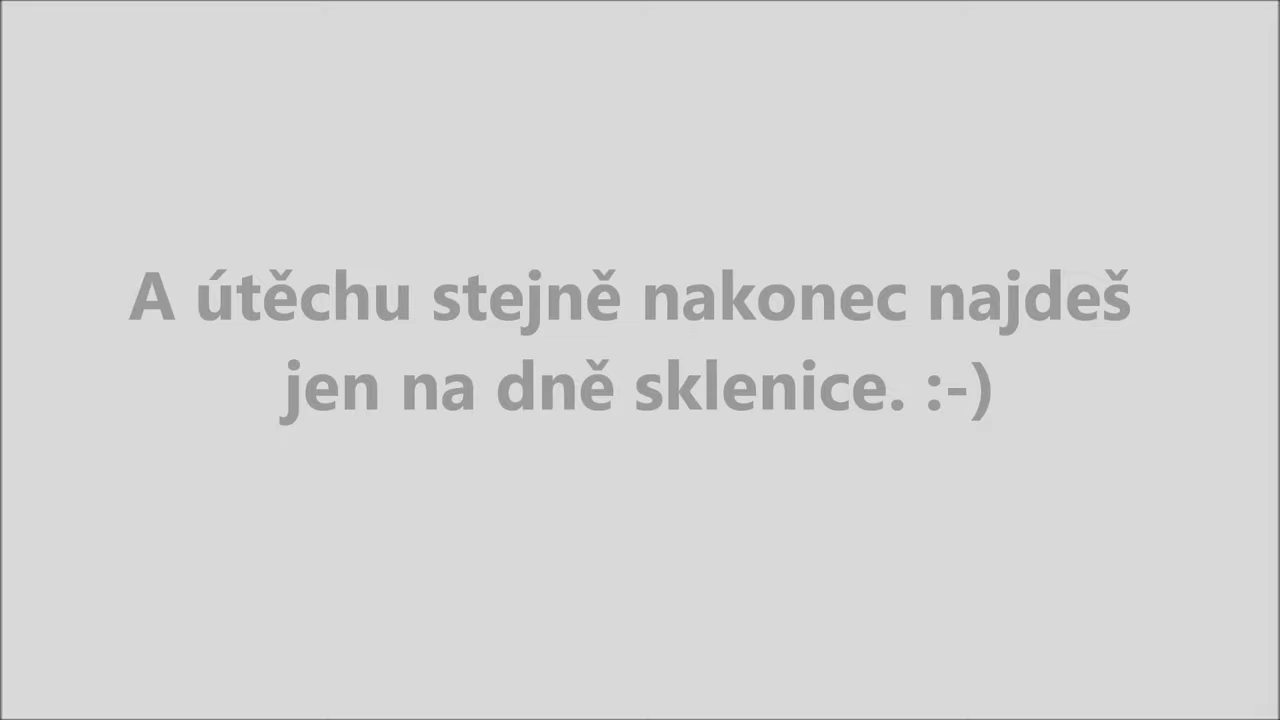 A útěchu stejně nakonec najdeš
jen na dně sklenice. :-)